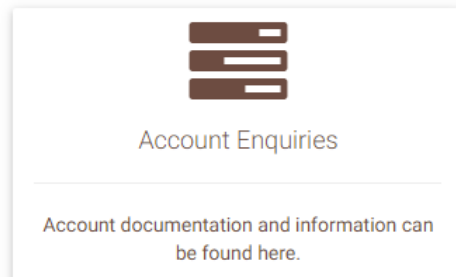 Account Enquiries
Account documentation and information can
be found here.